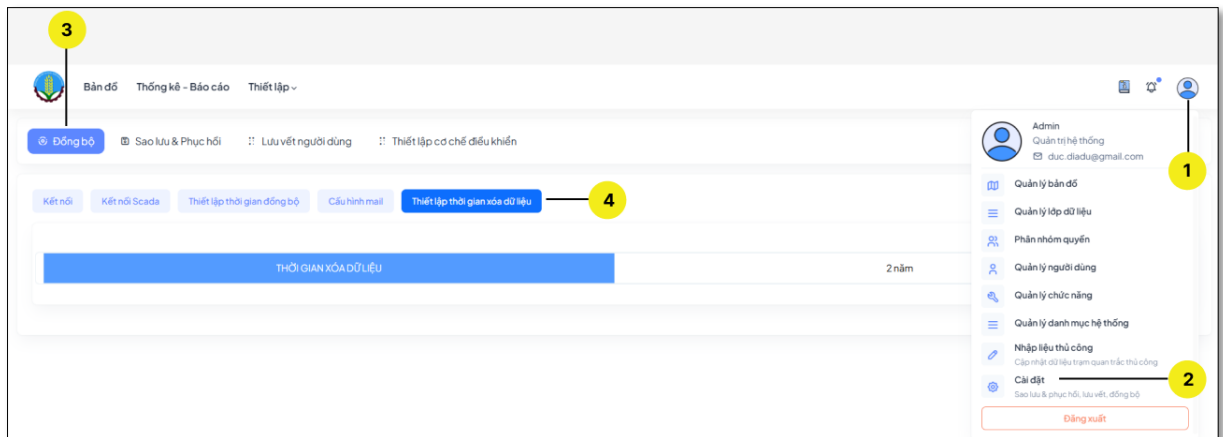 3
Bản đồ Thống kê - Báo cáo Thiết lập
Đồng bộ Sao lưu & Phục hồi Lưu vết người dùng Thiết lập cơ chế điều khiển
Kết nối Kết nối Scada Thiết lập thời gian đồng bộ Cấu hình mail Thiết lập thời gian xóa dữ liệu
4
THỜI GIAN XÓA DỮ LIỆU 2 năm
Admin
Quản trị hệ thống
duc.diadu@gmail.com
1
Quản lý bản đồ
Quản lý lớp dữ liệu
Phân nhóm quyền
Quản lý người dùng
Quản lý chức năng
Quản lý danh mục hệ thống
Nhập liệu thủ công
Cập nhật dữ liệu trạm quan trắc thủ công
Cài đặt
2
Sao lưu & phục hồi, lưu vết, đồng bộ
Đăng xuất